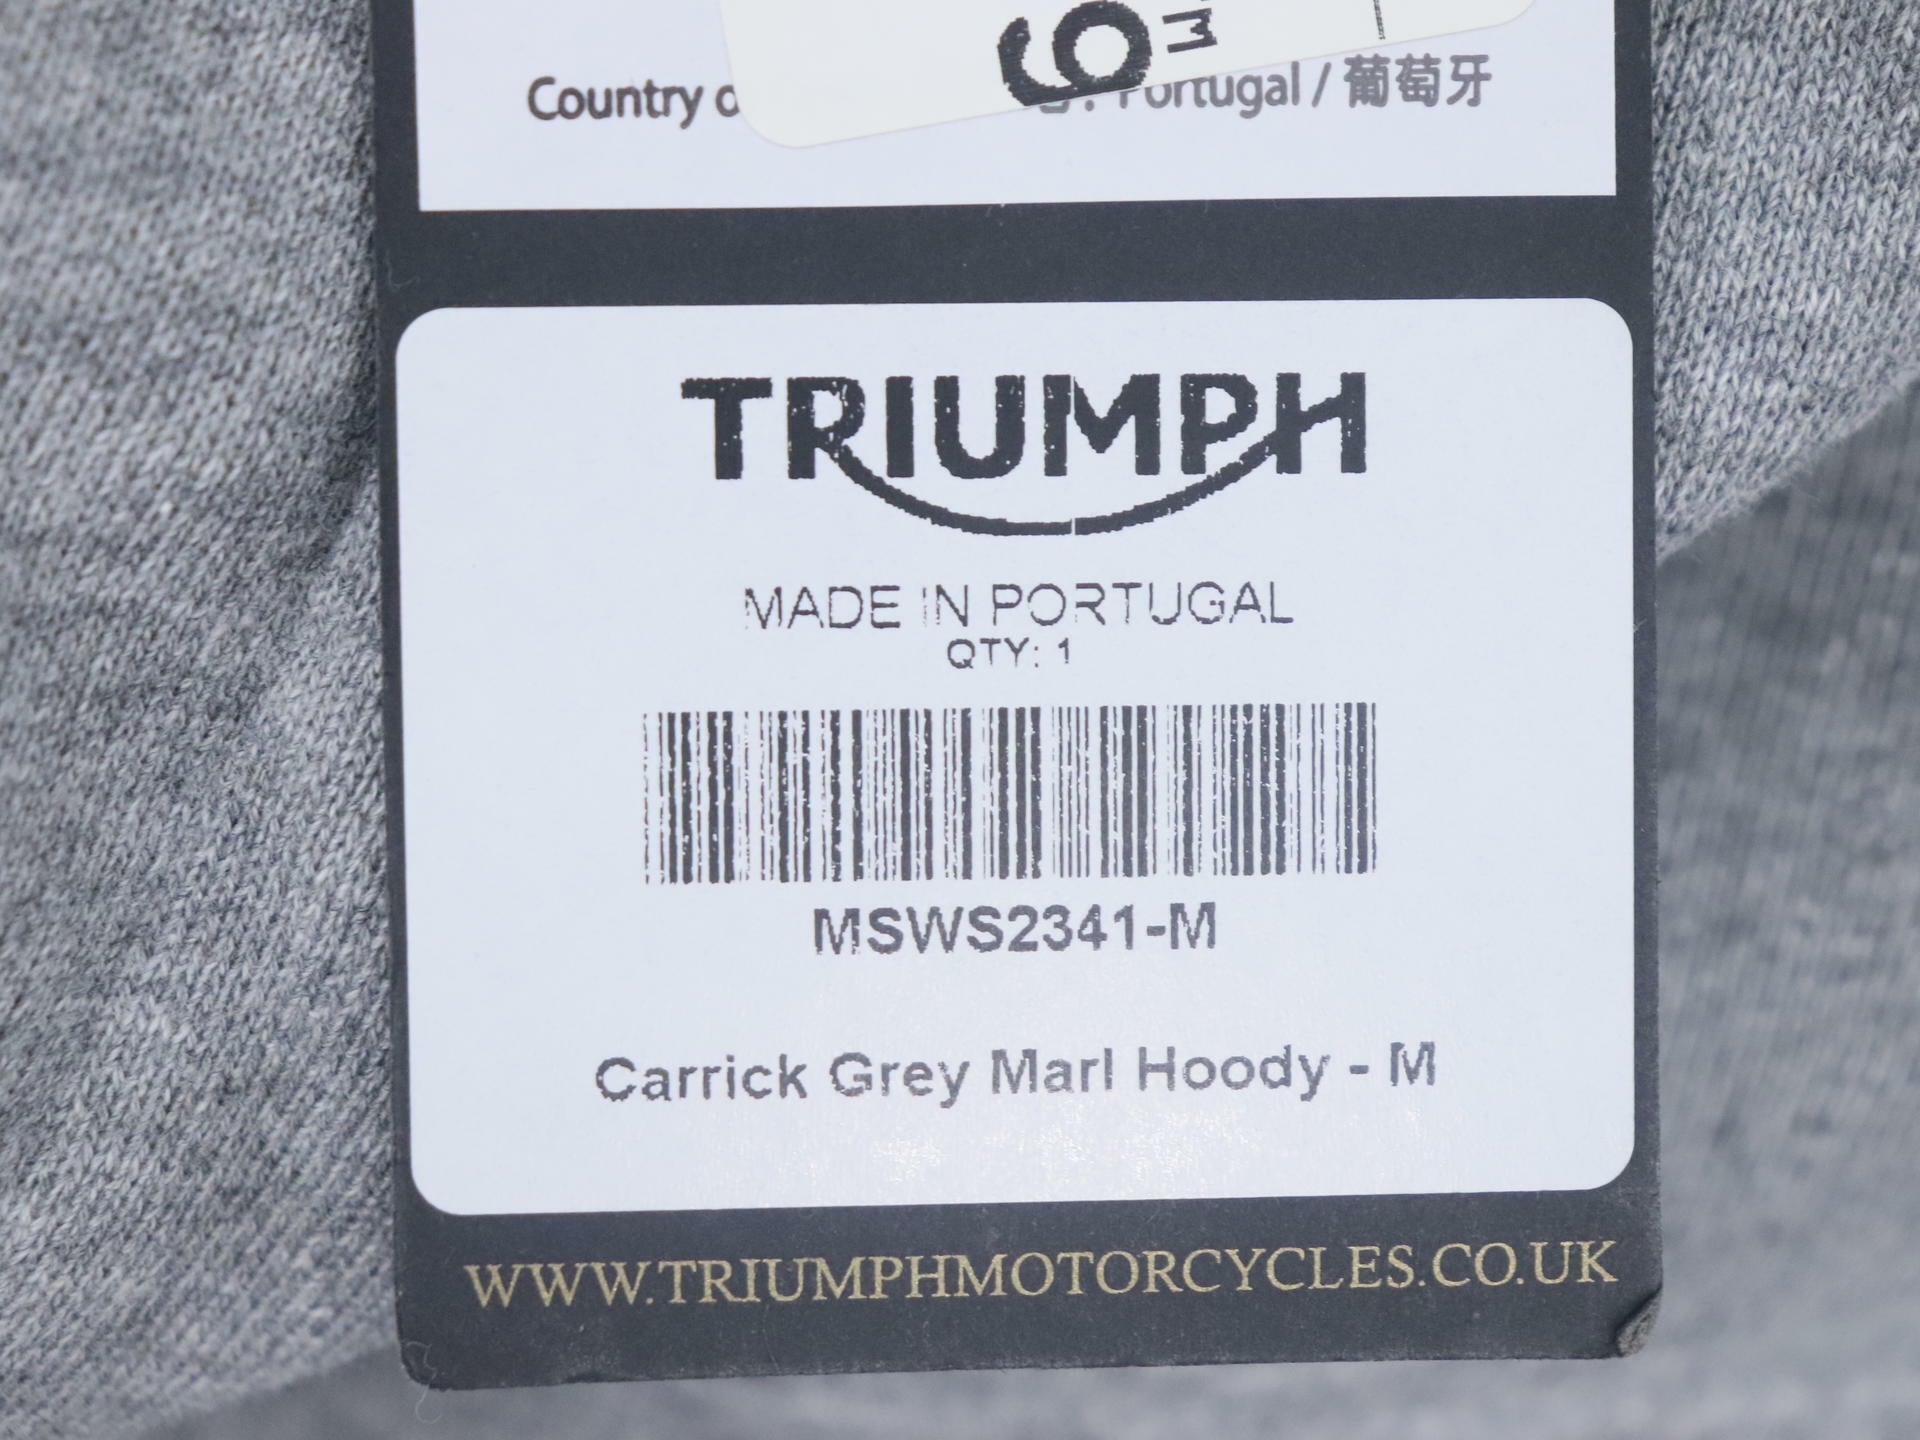 9
Country
Portugal / 葡萄牙
TRIUMPH
MADE IN PORTUGAL
QTY: 1
MSWS2341-M
Carrick Grey Marl Hoody - M
WWW.TRIUMPHMOTORCYCLES.CO.UK